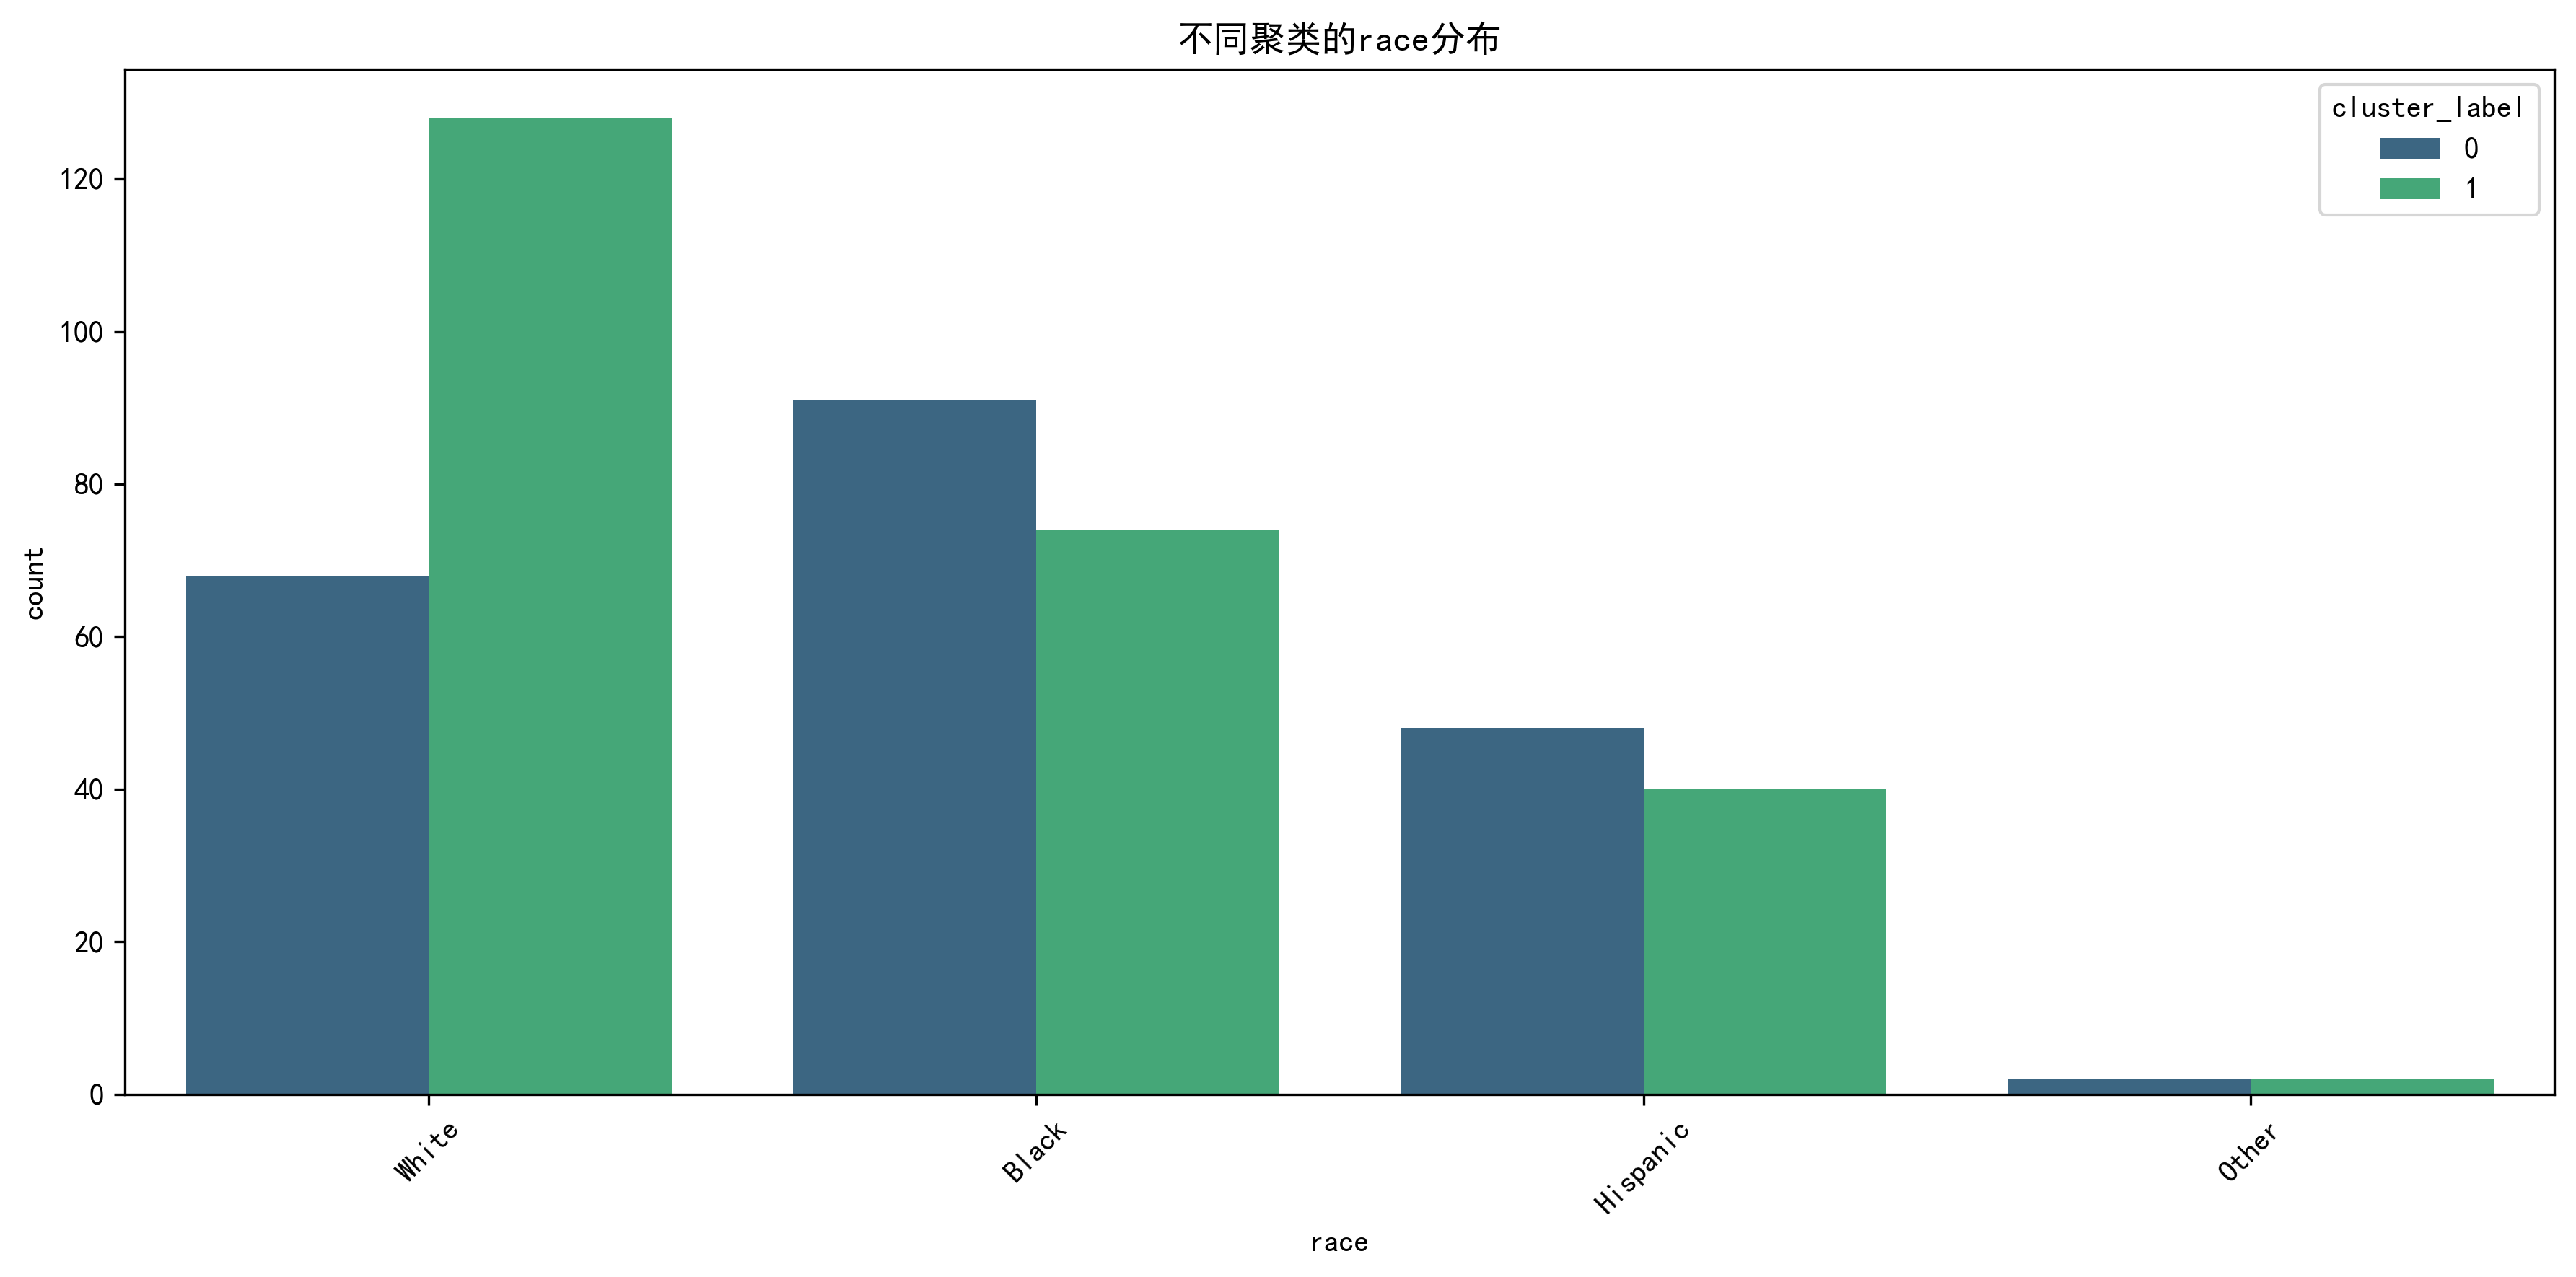 不同聚类的race分布
cluster_label
0
1
count
120
100
80
60
40
20
0
White
Black
Hispanic
Other
race